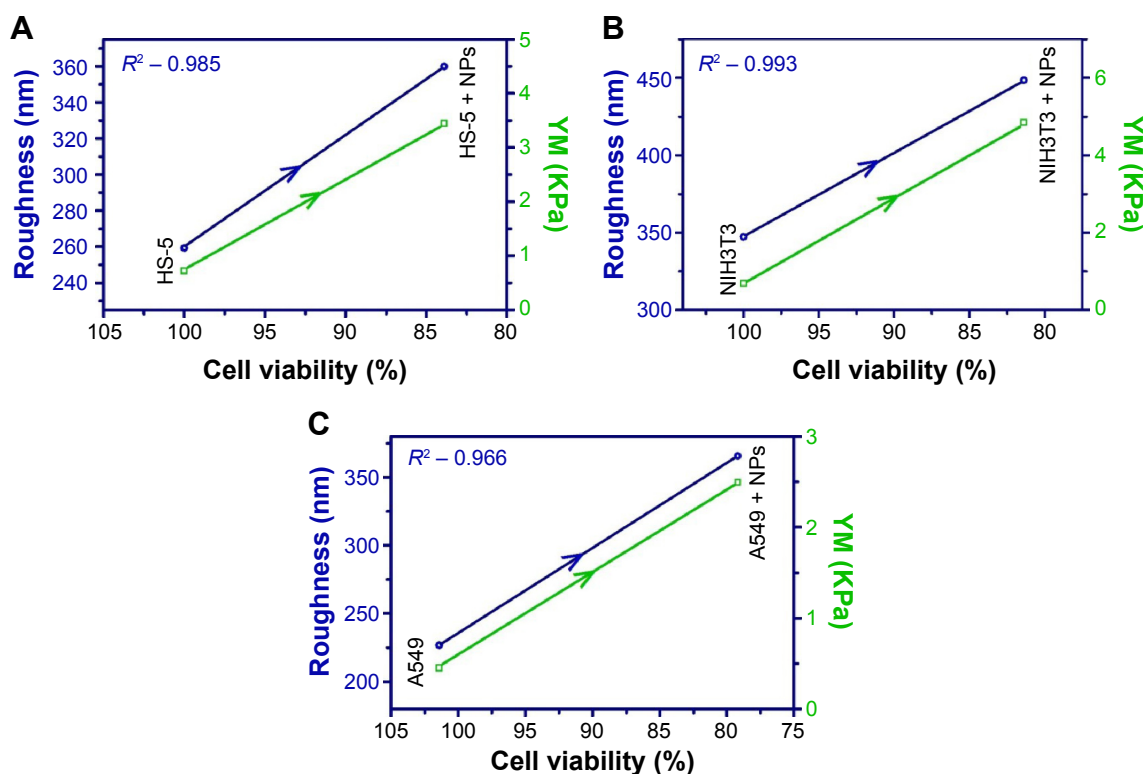 A
R² – 0.985
Roughness (nm)
360
340
320
300
280
260
240
5
4
3
2
1
0
YM (KPa)
HS-5
HS-5 + NPs
105
100
95
90
85
80
Cell viability (%)
B
R² – 0.993
Roughness (nm)
450
400
350
300
6
4
2
0
YM (KPa)
NIH3T3
NIH3T3 + NPs
100
95
90
85
80
Cell viability (%)
C
R² – 0.966
Roughness (nm)
350
300
250
200
3
2
1
0
YM (KPa)
A549
A549 + NPs
105
100
95
90
85
80
75
Cell viability (%)